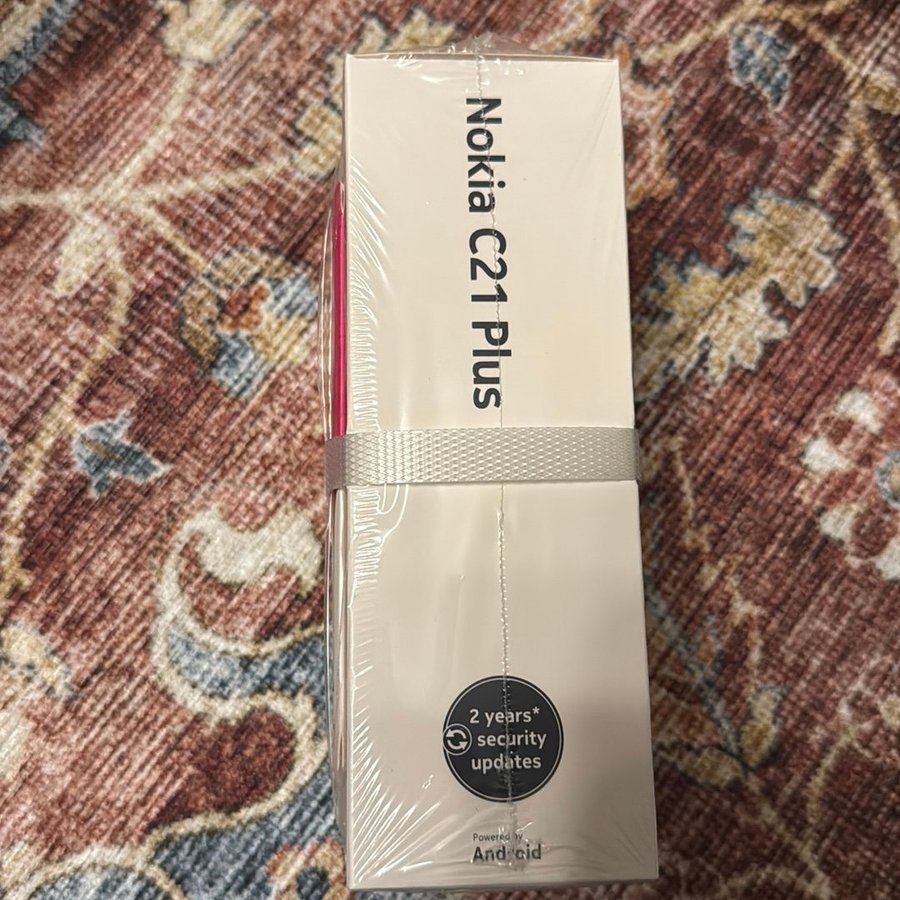 Nokia C21 Plus
2 years*
security
updates
Powered by
Android